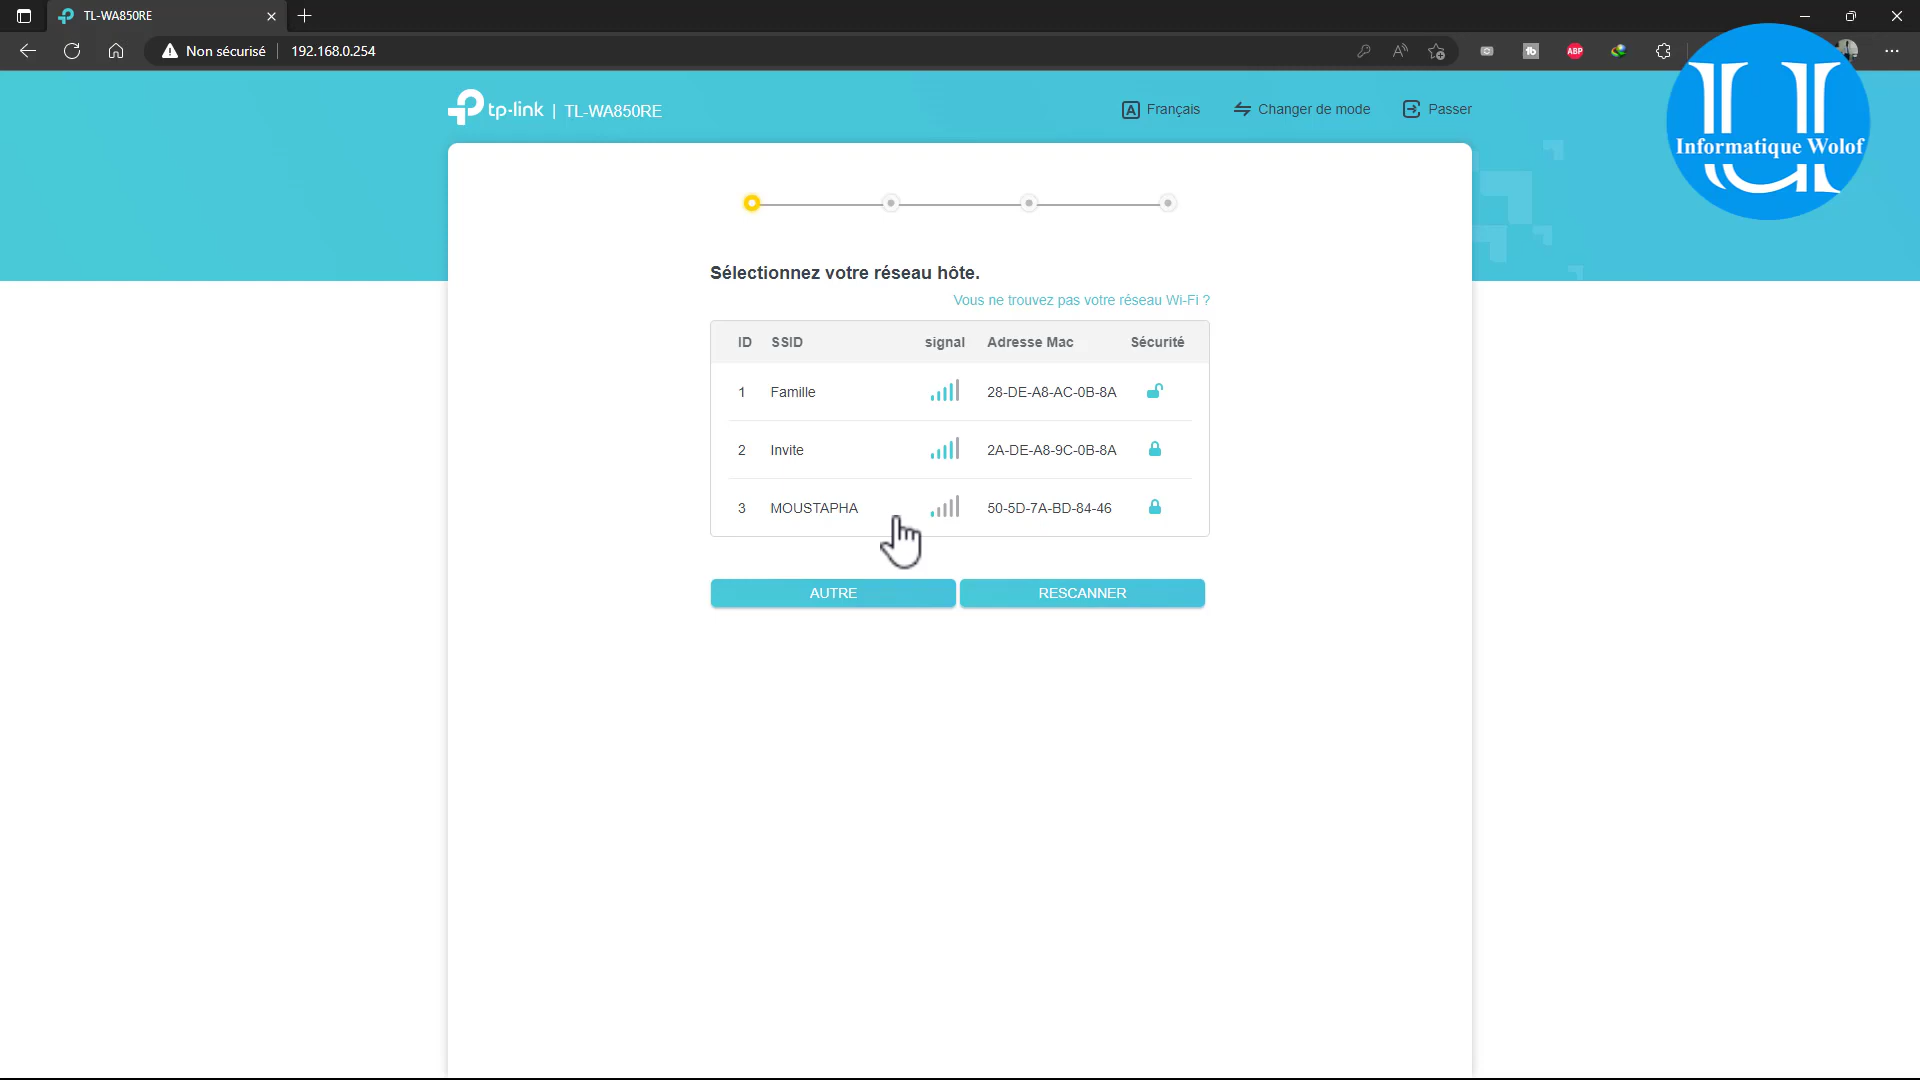 TL-WA850RE
Non sécurisé
192.168.0.254
ABP
tp-link | TL-WA850RE
A Français
Changer de mode
Passer
Informatique Wolof
Sélectionnez votre réseau hôte.
Vous ne trouvez pas votre réseau Wi-Fi ?
ID SSID signal Adresse Mac Sécurité
1 Famille 28-DE-A8-AC-0B-8A
2 Invite 2A-DE-A8-9C-0B-8A
3 MOUSTAPHA 50-5D-7A-BD-84-46
AUTRE
RESCANNER